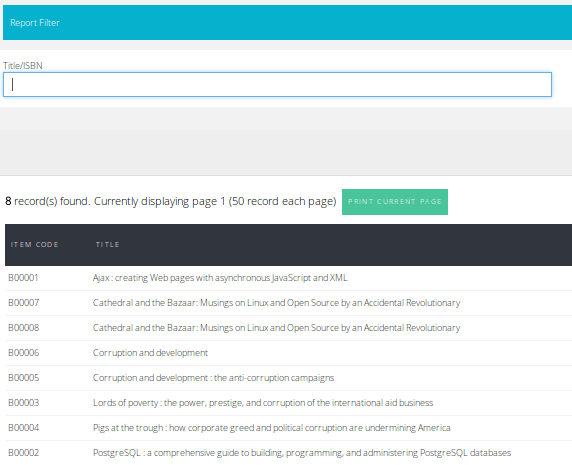 Report Filter
Title/ISBN
8 record(s) found. Currently displaying page 1 (50 record each page) PRINT CURRENT PAGE
ITEM CODE TITLE
B00001 Ajax : creating Web pages with asynchronous JavaScript and XML
B00007 Cathedral and the Bazaar: Musings on Linux and Open Source by an Accidental Revolutionary
B00008 Cathedral and the Bazaar: Musings on Linux and Open Source by an Accidental Revolutionary
B00006 Corruption and development
B00005 Corruption and development : the anti-corruption campaigns
B00003 Lords of poverty : the power, prestige, and corruption of the international aid business
B00004 Pigs at the trough : how corporate greed and political corruption are undermining America
B00002 PostgreSQL : a comprehensive guide to building, programming, and administering PostgreSQL databases